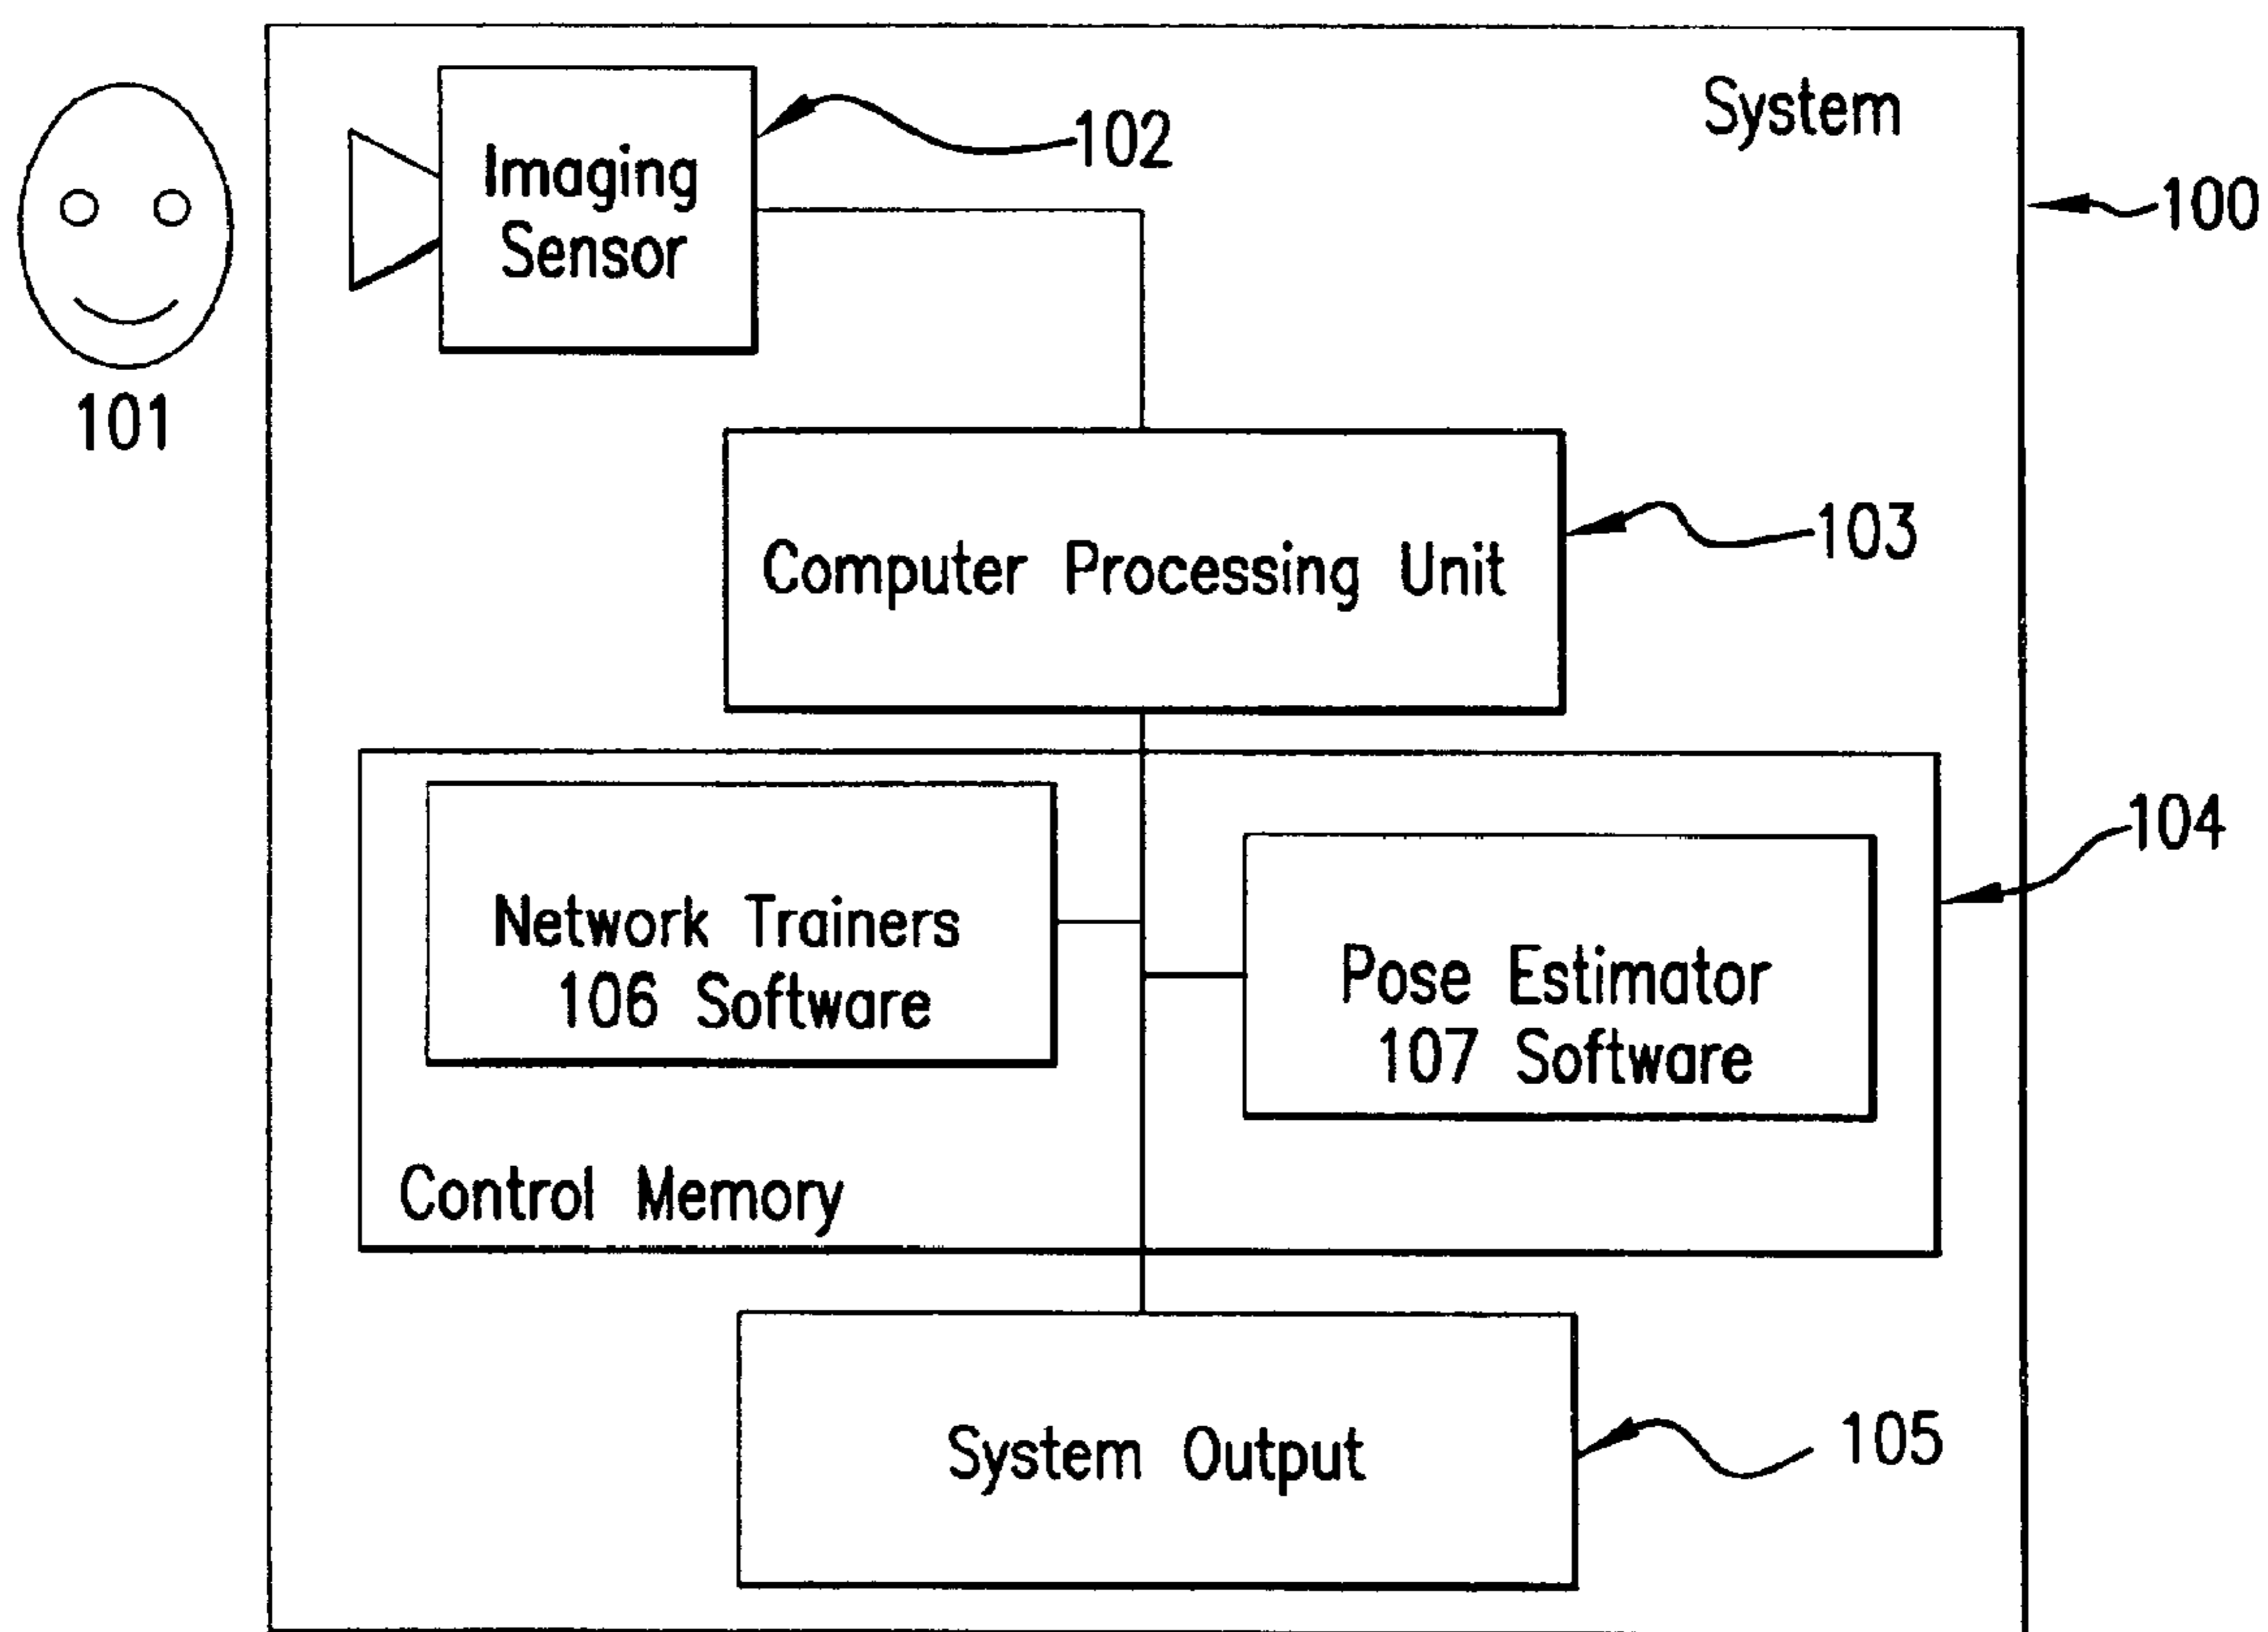 System
102
Imaging
Sensor
100
101
103
Computer Processing Unit
104
Network Trainers
106 Software
Pose Estimator
107 Software
Control Memory
105
System Output